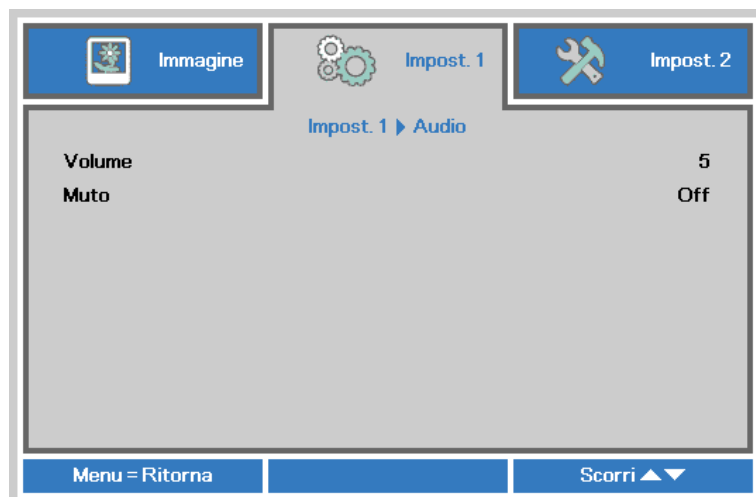 Immagine
Impost. 1
Impost. 2
Impost. 1 ▶ Audio
Volume 5
Muto Off
Menu = Ritorna
Scorri ▲▼